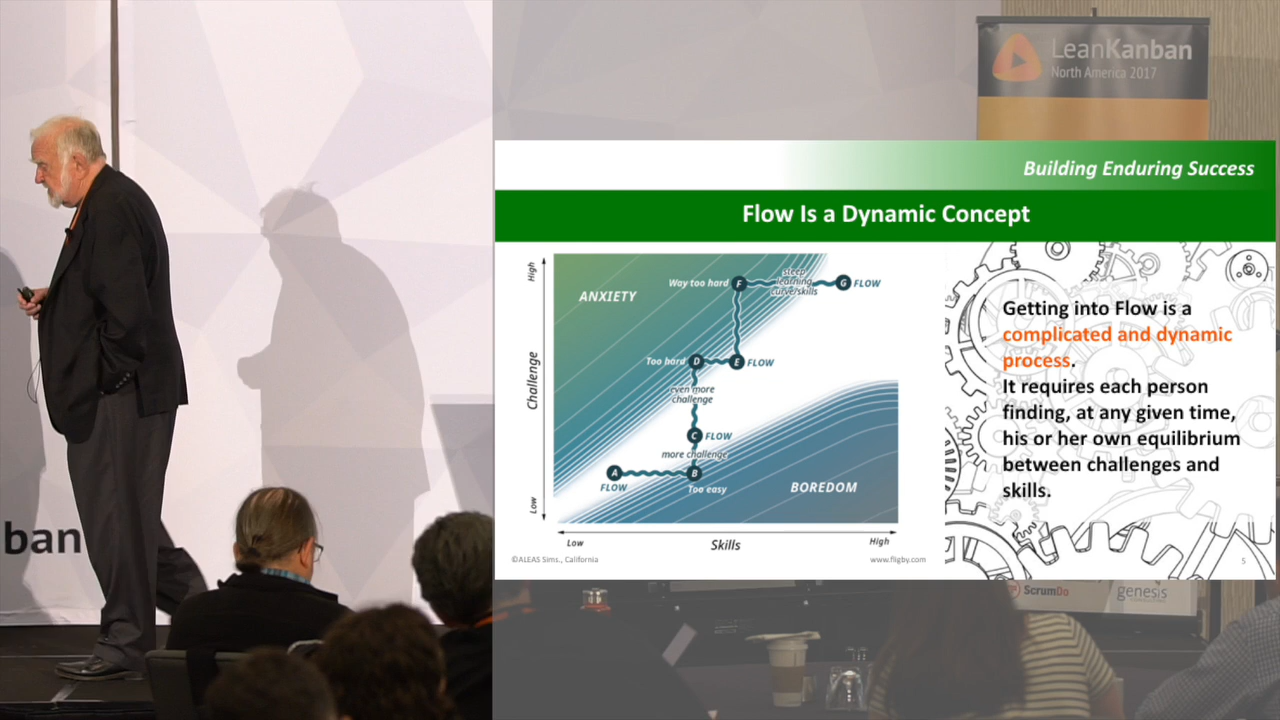 LeanKanban
North America 2017
Building Enduring Success
Flow Is a Dynamic Concept
High
Challenge
Low
ANXIETY
Way too hard
F
steep
learning
curve/skills
G
FLOW
Too hard
D
E
FLOW
even more
challenge
C
FLOW
more challenge
A
FLOW
B
Too easy
BOREDOM
Low
Skills
High
©ALEAS Sims., California
www.fligby.com
Getting into Flow is a
complicated and dynamic
process.
It requires each person
finding, at any given time,
his or her own equilibrium
between challenges and
skills.
5
ban
ScrumDo
genesis